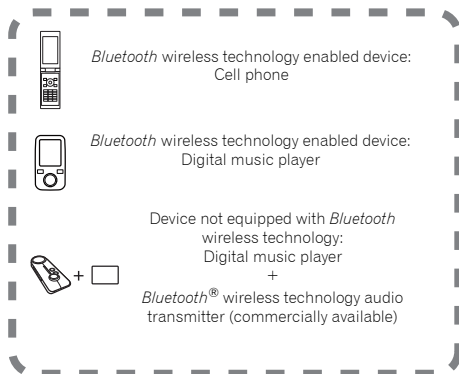 Bluetooth wireless technology enabled device:
Cell phone
Bluetooth wireless technology enabled device:
Digital music player
Device not equipped with Bluetooth
wireless technology:
Digital music player
+
+
Bluetooth® wireless technology audio
transmitter (commercially available)